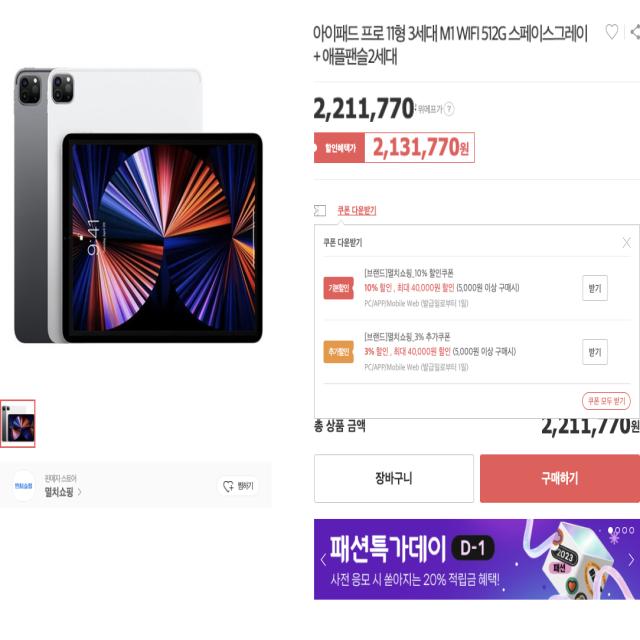 아이패드 프로 11형 3세대 M1 WIFI 512G 스페이스그레이
+ 애플팬슬2세대
2,211,770원 위메프가 ?
할인혜택가 2,131,770원
쿠폰 다운받기
쿠폰 다운받기
기본할인
[브랜드]멸치쇼핑_10% 할인쿠폰
10% 할인 , 최대 40,000원 할인 (5,000원 이상 구매시)
PC/APP/Mobile Web (발급일로부터 1일)
받기
추가할인
[브랜드]멸치쇼핑_3% 추가쿠폰
3% 할인 , 최대 40,000원 할인 (5,000원 이상 구매시)
PC/APP/Mobile Web (발급일로부터 1일)
받기
쿠폰 모두 받기
총 상품 금액 2,211,770원
장바구니
구매하기
패션특가데이 D-1
사전 응모 시 쏟아지는 20% 적립금 혜택!
2023
패션
9:41
멸치쇼핑
판매자 스토어
멸치쇼핑 >
찜하기